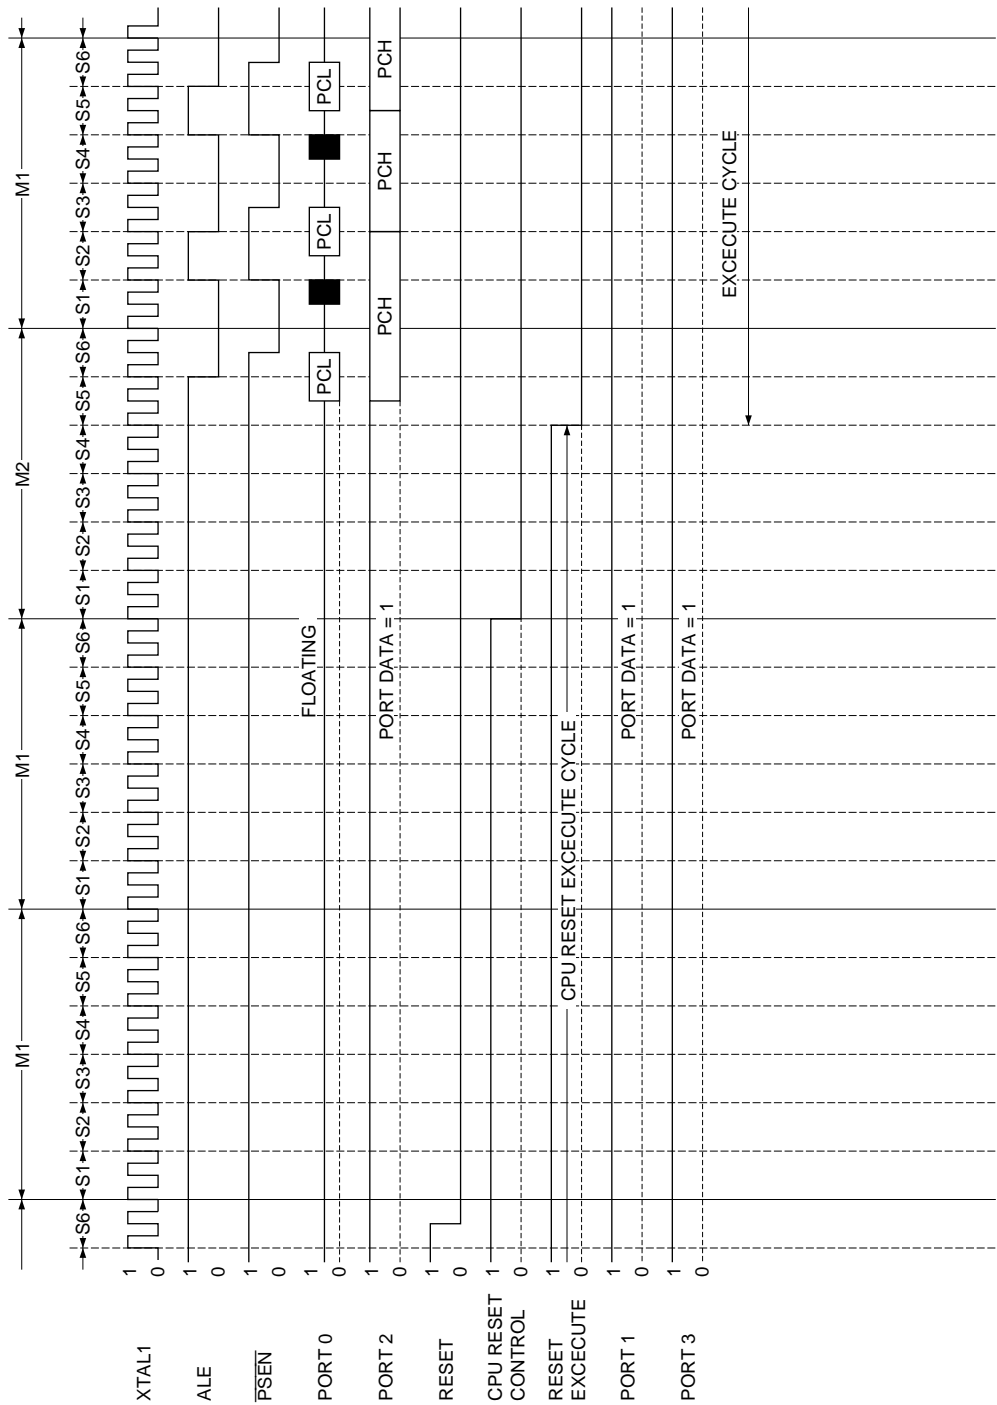 M1 M1 M2 M1
S6 S1 S2 S3 S4 S5 S6 S1 S2 S3 S4 S5 S6 S1 S2 S3 S4 S5 S6 S1 S2 S3 S4 S5 S6
XTAL1 1
0
ALE 1
0
PSEN 1
0
FLOATING
PORT 0 1 PCL PCL PCL
0
PORT 2 1 PORT DATA = 1 PCH PCH PCH
0
RESET 1
0
CPU RESET 1
CONTROL 0
RESET 1
CPU RESET EXCECUTE CYCLE
EXCECUTE 0
PORT 1 1 PORT DATA = 1
0
PORT 3 1 PORT DATA = 1
0
EXCECUTE CYCLE